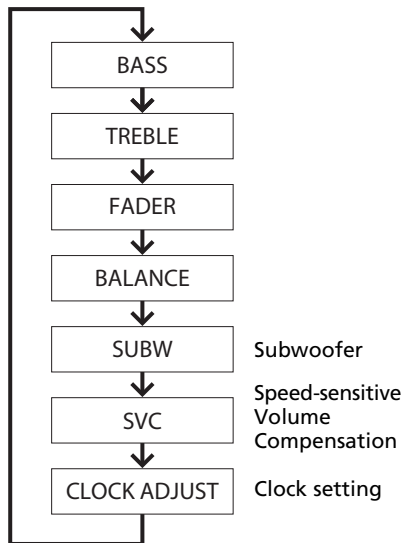 BASS
TREBLE
FADER
BALANCE
SUBW
Subwoofer
SVC
Speed-sensitive
Volume
Compensation
CLOCK ADJUST
Clock setting